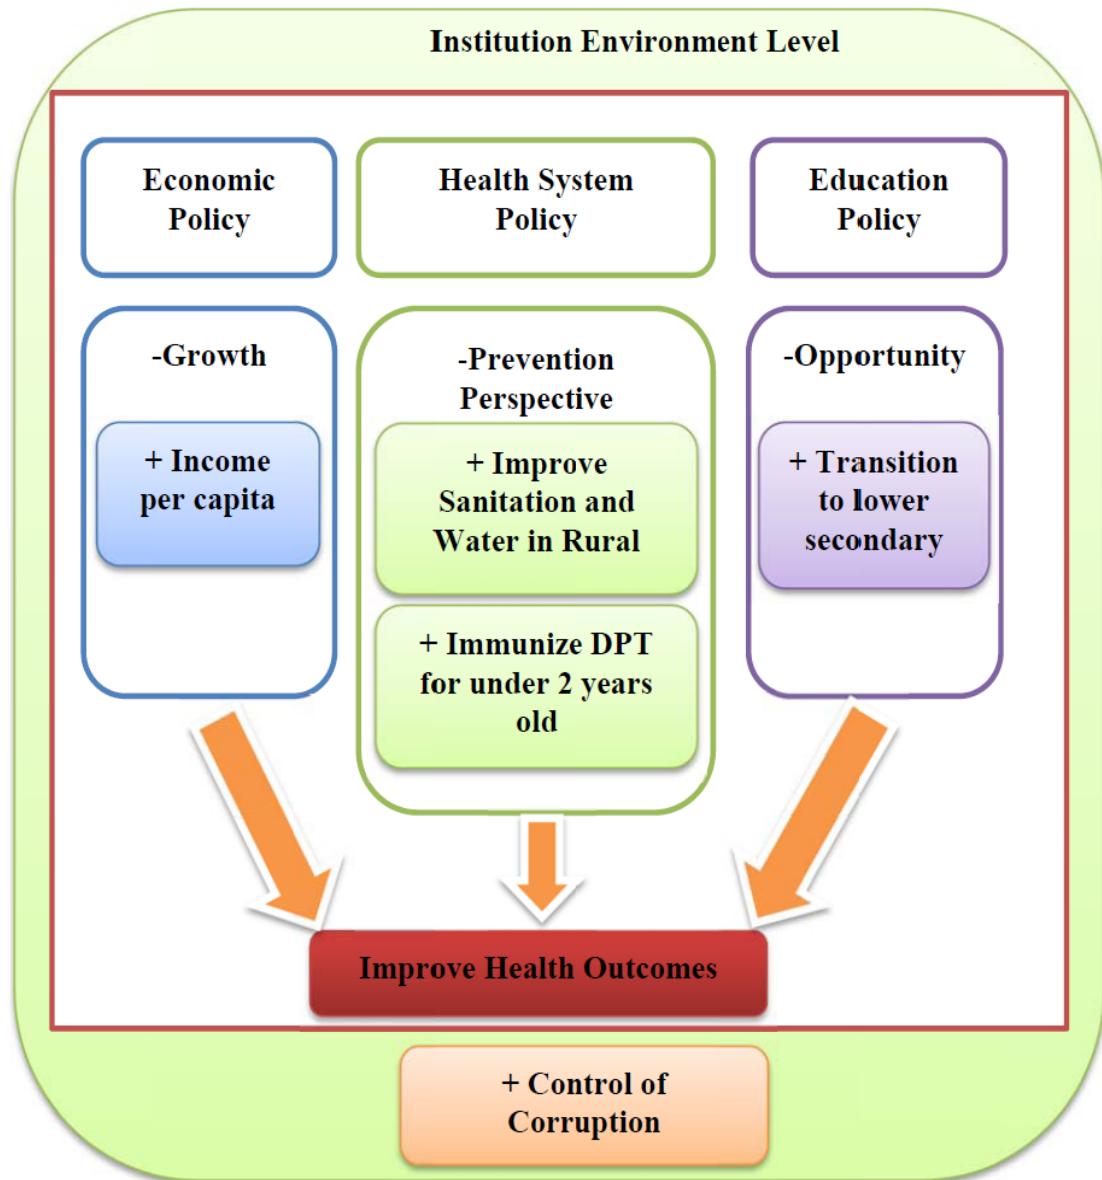 Institution Environment Level
Economic
Policy
Health System
Policy
Education
Policy
-Growth
+ Income
per capita
-Prevention
Perspective
+ Improve
Sanitation and
Water in Rural
+ Immunize DPT
for under 2 years
old
-Opportunity
+ Transition
to lower
secondary
Improve Health Outcomes
+ Control of
Corruption